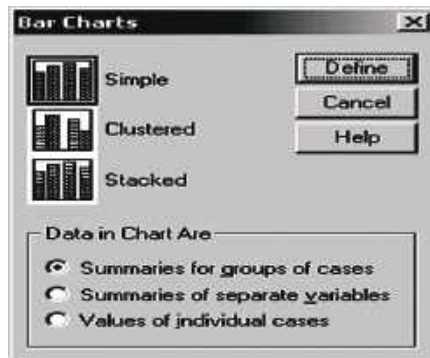 Bar Charts
Simple
Clustered
Stacked
Define
Cancel
Help
Data in Chart Are
Summaries for groups of cases
Summaries of separate variables
Values of individual cases